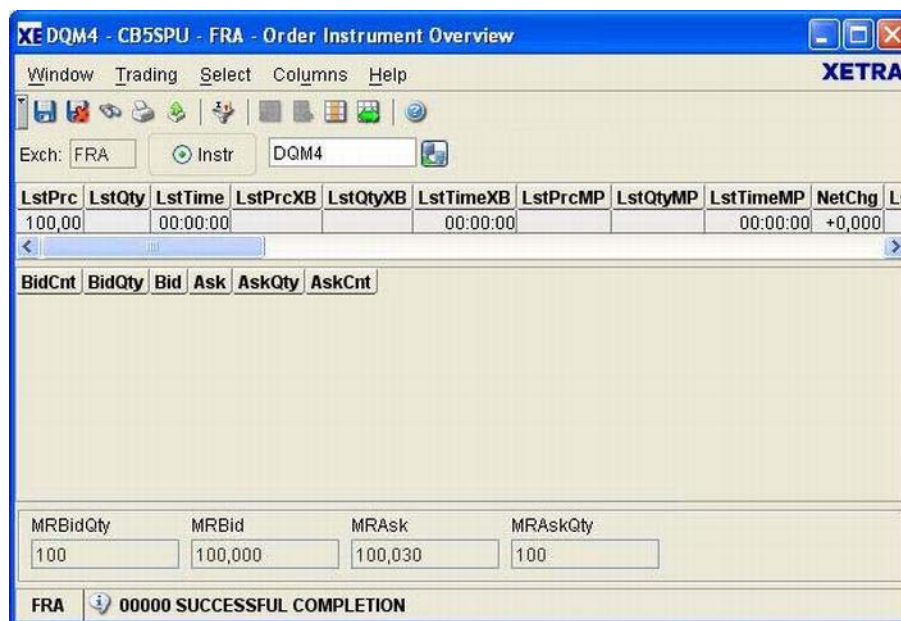 XE DQM4 - CB5SPU - FRA - Order Instrument Overview
Window Trading Select Columns Help XETRA
Exch: FRA Instr DQM4
LstPrc LstQty LstTime LstPrcXB LstQtyXB LstTimeXB LstPrcMP LstQtyMP LstTimeMP NetChg L
100,00 00:00:00 00:00:00 00:00:00 +0,000
BidCnt BidQty Bid Ask AskQty AskCnt
MRBidQty MRBid MRAsk MRAskQty
100 100,000 100,030 100
FRA 00000 SUCCESSFUL COMPLETION